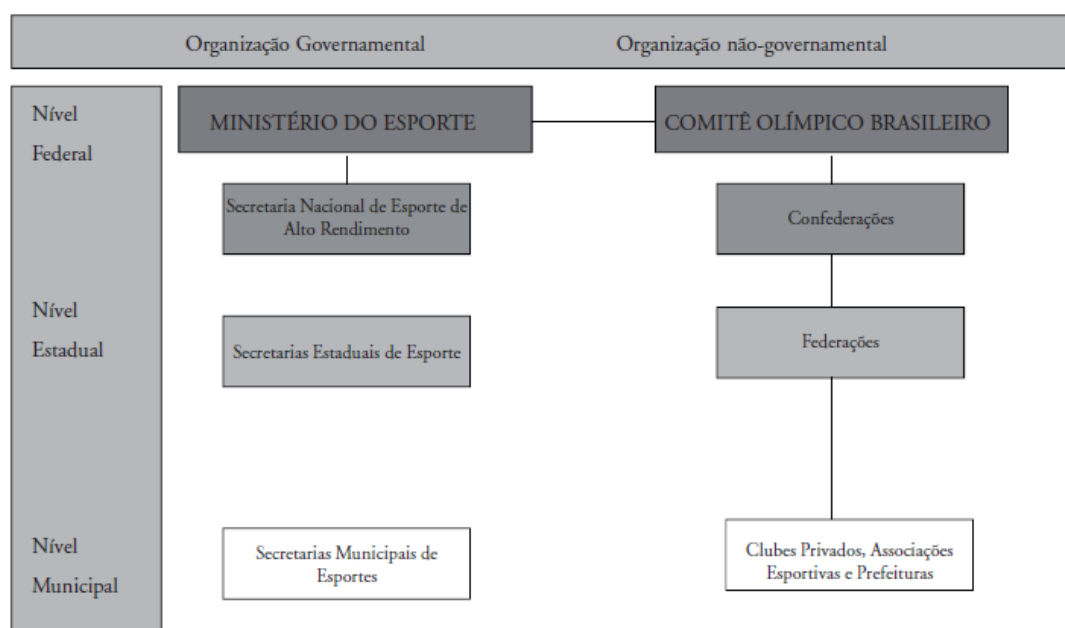 Organização Governamental
Organização não-governamental
Nível
Federal
MINISTÉRIO DO ESPORTE
COMITÊ OLÍMPICO BRASILEIRO
Secretaria Nacional de Esporte de
Alto Rendimento
Confederações
Nível
Estadual
Secretarias Estaduais de Esporte
Federações
Nível
Municipal
Secretarias Municipais de
Esportes
Clubes Privados, Associações
Esportivas e Prefeituras